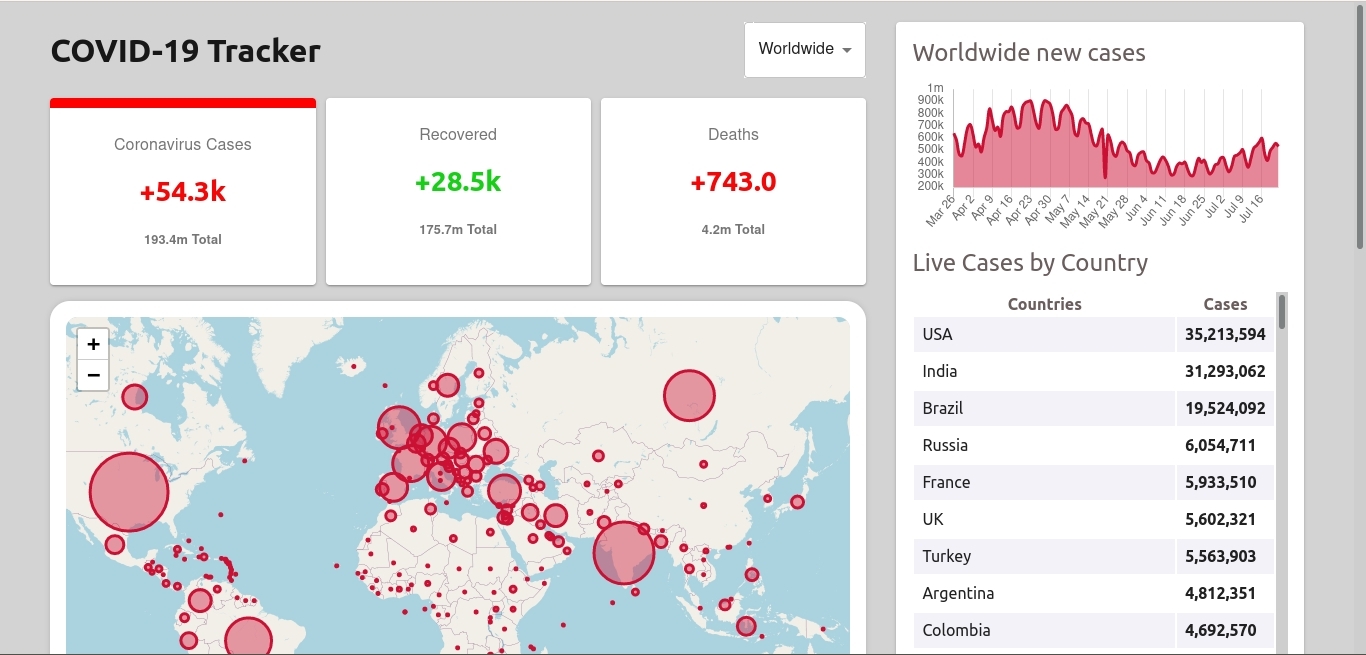 COVID-19 Tracker
Worldwide
Coronavirus Cases
+54.3k
193.4m Total
Recovered
+28.5k
175.7m Total
Deaths
+743.0
4.2m Total
+
−
Worldwide new cases
1m
900k
800k
700k
600k
500k
400k
300k
200k
Mar 26
Apr 2
Apr 9
Apr 16
Apr 23
Apr 30
May 7
May 14
May 21
May 28
Jun 4
Jun 11
Jun 18
Jun 25
Jul 2
Jul 9
Jul 16
Live Cases by Country
Countries Cases
USA 35,213,594
India 31,293,062
Brazil 19,524,092
Russia 6,054,711
France 5,933,510
UK 5,602,321
Turkey 5,563,903
Argentina 4,812,351
Colombia 4,692,570